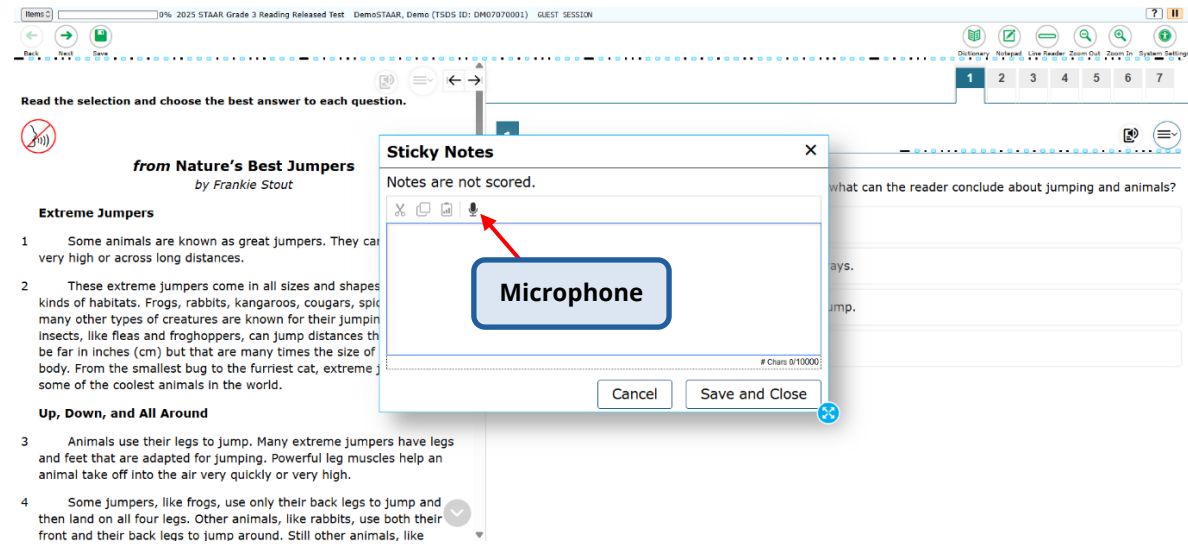 Items
0% 2025 STAAR Grade 3 Reading Released Test DemoSTAAR, Demo (TSDS ID: DM07070001) GUEST SESSION
?
Back Next Save
Dictionary Notepad Line Reader Zoom Out Zoom In System Settings
1 2 3 4 5 6 7
Read the selection and choose the best answer to each question.
from Nature's Best Jumpers
by Frankie Stout
Extreme Jumpers
1 Some animals are known as great jumpers. They
very high or across long distances.
2 These extreme jumpers come in all sizes and shapes
kinds of habitats. Frogs, rabbits, kangaroos, cougars,
many other types of creatures are known for their
insects, like fleas and froghoppers, can jump distances
be far in inches (cm) but that are many times the size of
body. From the smallest bug to the furriest cat, extreme
some of the coolest animals in the world.
Up, Down, and All Around
3 Animals use their legs to jump. Many extreme jumpers have legs
and feet that are adapted for jumping. Powerful leg muscles help an
animal take off into the air very quickly or very high.
4 Some jumpers, like frogs, use only their back legs to jump and
then land on all four legs. Other animals, like rabbits, use both their
front and their back legs to jump around. Still other animals, like
Sticky Notes
Notes are not scored.
Microphone
# Chars 0/10000
Cancel Save and Close
what can the reader conclude about jumping and animals?